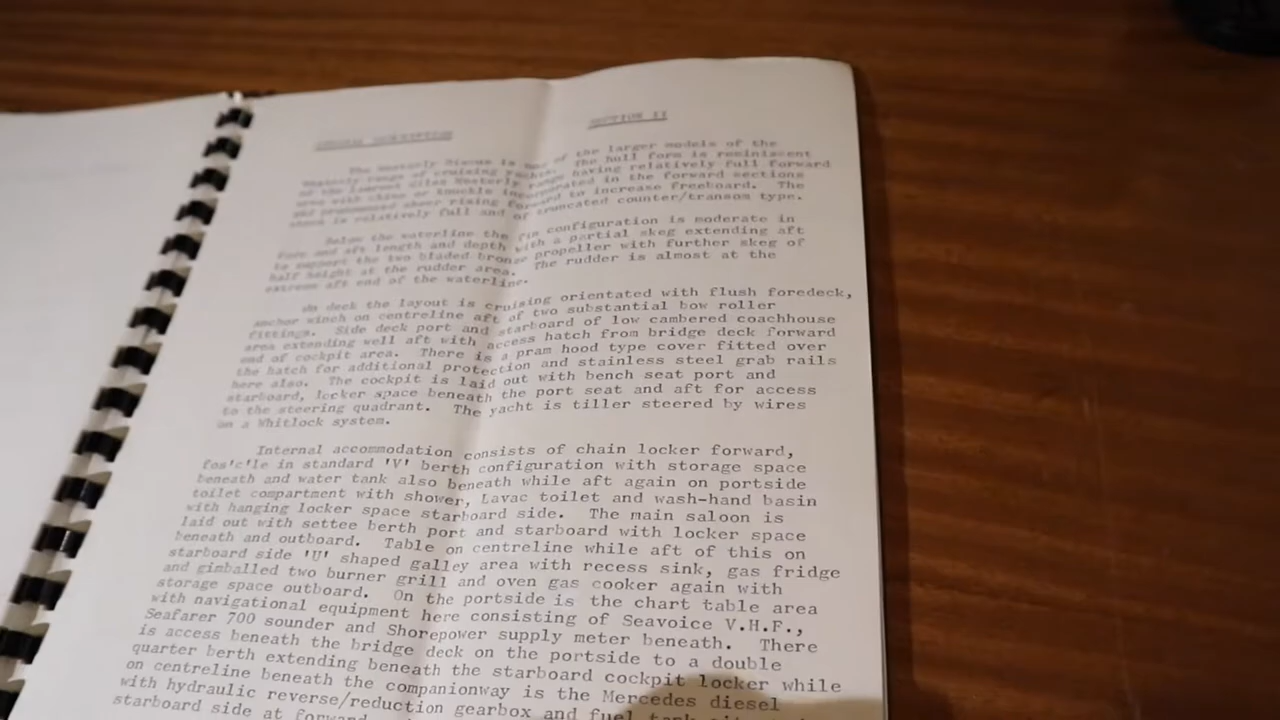 SECTION II
GENERAL DESCRIPTION
The Westerly Discus is one of the larger models of the
Westerly range of cruising yachts. The hull form is reminiscent
of the Laurent Giles Westerly range having relatively full forward
area with chine or knuckle incorporated in the forward sections
and pronounced sheer rising forward to increase freeboard. The
stern is relatively full and of truncated counter/transom type.
Below the waterline the fin configuration is moderate in
fore and aft length and depth with a partial skeg extending aft
to support the two bladed bronze propeller with further skeg of
half height at the rudder area. The rudder is almost at the
extreme aft end of the waterline.
On deck the layout is cruising orientated with flush foredeck,
anchor winch on centreline aft of two substantial bow roller
fittings. Side deck port and starboard of low cambered coachhouse
area extending well aft with access hatch from bridge deck forward
end of cockpit area. There is a pram hood type cover fitted over
the hatch for additional protection and stainless steel grab rails
here also. The cockpit is laid out with bench seat port and
starboard, locker space beneath the port seat and aft for access
to the steering quadrant. The yacht is tiller steered by wires
on a Whitlock system.
Internal accommodation consists of chain locker forward,
fos'c'le in standard 'V' berth configuration with storage space
beneath and water tank also beneath while aft again on portside
toilet compartment with shower, Lavac toilet and wash-hand basin
with hanging locker space starboard side. The main saloon is
laid out with settee berth port and starboard with locker space
beneath and outboard. Table on centreline while aft of this on
starboard side 'U' shaped galley area with recess sink, gas fridge
and gimballed two burner grill and oven gas cooker again with
storage space outboard. On the portside is the chart table area
with navigational equipment here consisting of Seavoice V.H.F.,
Seafarer 700 sounder and Shorepower supply meter beneath. There
is access beneath the bridge deck on the portside to a double
quarter berth extending beneath the starboard cockpit locker while
on centreline beneath the companionway is the Mercedes diesel
with hydraulic reverse/reduction gearbox and fuel tank
starboard side at